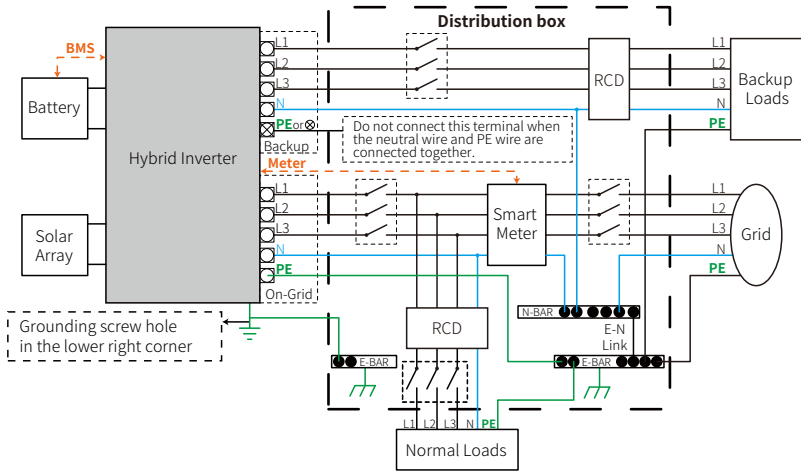 Distribution box
BMS
Battery
Hybrid Inverter
Solar
Array
L1
L2
L3
N
PE or ⊗
Backup
RCD
L1
L2
L3
N
PE
Backup
Loads
Do not connect this terminal when
the neutral wire and PE wire are
connected together.
Meter
L1
L2
L3
N
PE
On-Grid
Smart
Meter
L1
L2
L3
N
PE
Grid
Grounding screw hole
in the lower right corner
RCD
N-BAR
E-N
Link
E-BAR
E-BAR
L1 L2 L3 N PE
Normal Loads